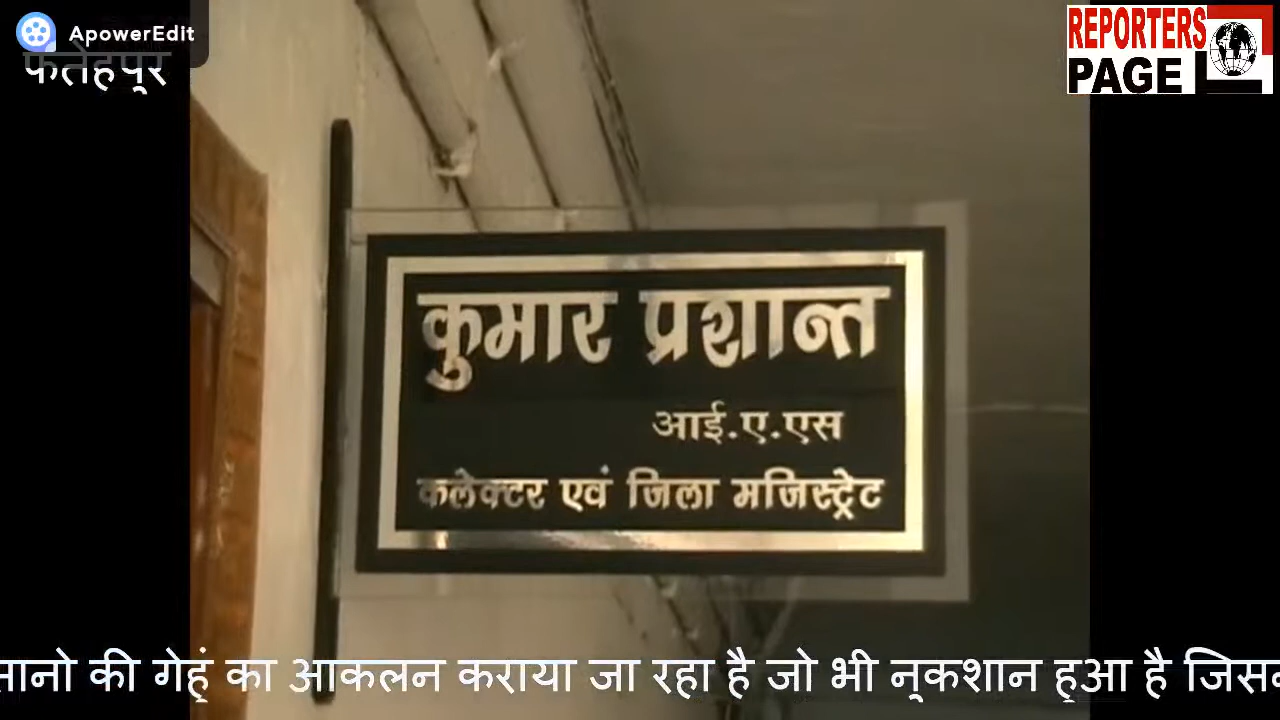 ApowerEdit
फतेहपुर
REPORTERS
PAGE
कुमार प्रशान्त
आई.ए.एस
कलेक्टर एवं जिला मजिस्ट्रेट
की गेहूं का आकलन कराया जा रहा है जो भी नुकशान हुआ है